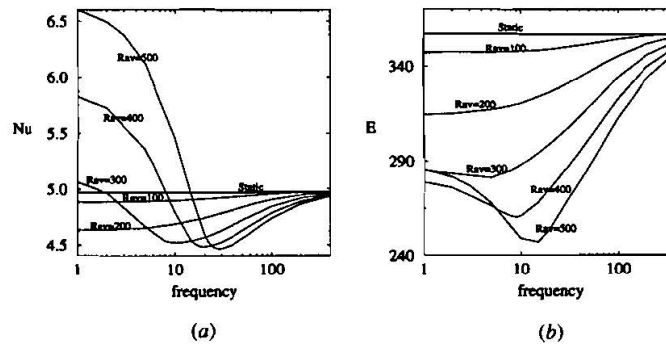 6.5
6.0
5.5
5.0
4.5
Nu
Rav=500
Rav=400
Rav=300
Static
Rav=100
Rav=200
1
10
100
frequency
(a)
360
290
240
E
Static
Rav=100
Rav=200
Rav=300
Rav=400
Rav=500
1
10
100
frequency
(b)